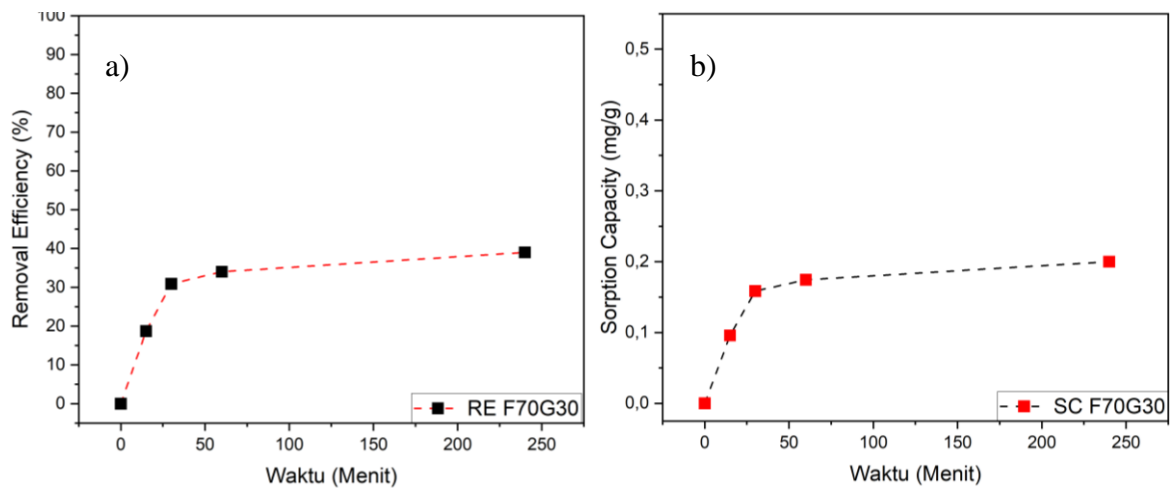 a)
Removal Efficiency (%)
100
90
80
70
60
50
40
30
20
10
0
0 50 100 150 200 250
Waktu (Menit)
RE F70G30
b)
Sorption Capacity (mg/g)
0,5
0,4
0,3
0,2
0,1
0,0
0 50 100 150 200 250
Waktu (Menit)
SC F70G30